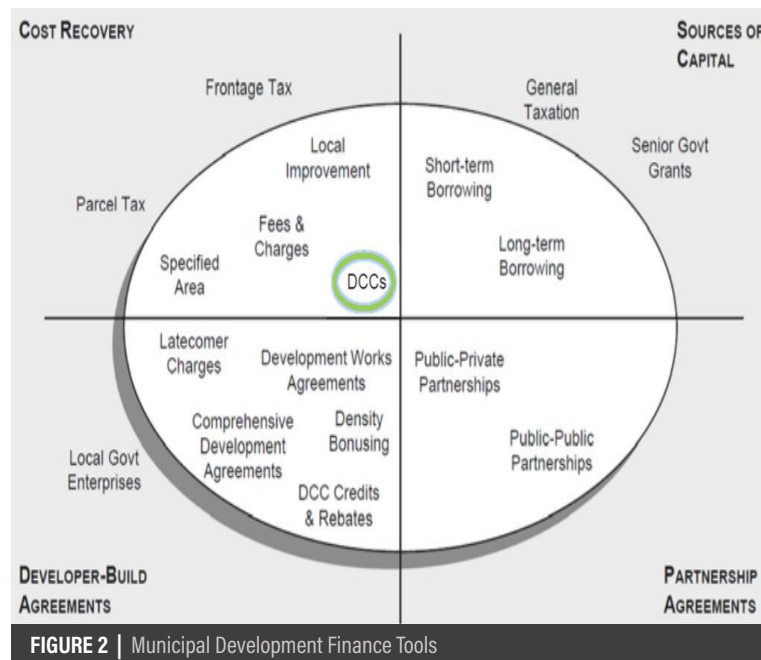 COST RECOVERY
SOURCES OF
CAPITAL
Frontage Tax
General
Taxation
Local
Improvement
Senior Govt
Grants
Short-term
Borrowing
Parcel Tax
Fees &
Charges
Long-term
Borrowing
Specified
Area
DCCs
Latecomer
Charges
Development Works
Agreements
Public-Private
Partnerships
Comprehensive
Development
Agreements
Density
Bonusing
Public-Public
Partnerships
Local Govt
Enterprises
DCC Credits
& Rebates
DEVELOPER-BUILD
AGREEMENTS
PARTNERSHIP
AGREEMENTS
FIGURE 2 | Municipal Development Finance Tools